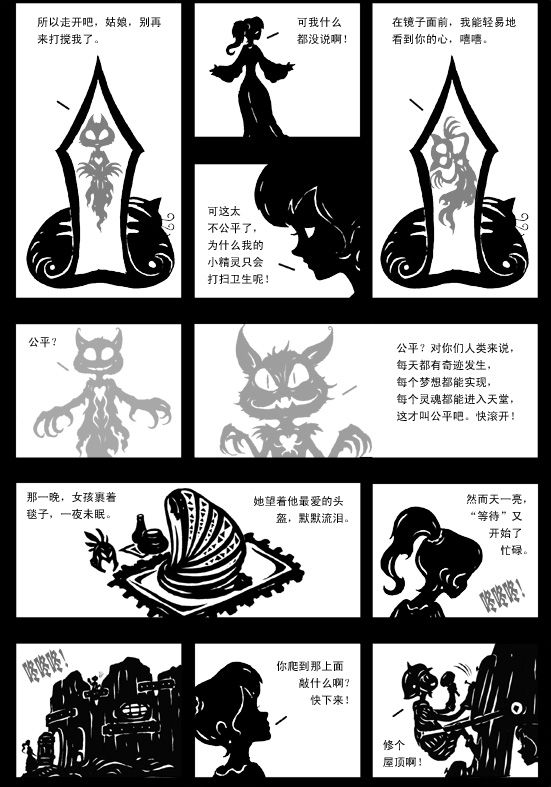 所以走开吧，姑娘，别再
来打搅我了。
可我什么
都没说啊！
可这太
不公平了，
为什么我的
小精灵只会
打扫卫生呢！
在镜子面前，我能轻易地
看到你的心，嘻嘻。
公平？
公平？对你们人类来说，
每天都有奇迹发生，
每个梦想都能实现，
每个灵魂都能进入天堂，
这才叫公平吧。快滚开！
那一晚，女孩裹着
毯子，一夜未眠。
她望着他最爱的头
盔，默默流泪。
然而天一亮，
“等待”又
开始了
忙碌。
咚咚咚！
咚咚咚！
你爬到那上面
敲什么啊？
快下来！
修个
屋顶啊！